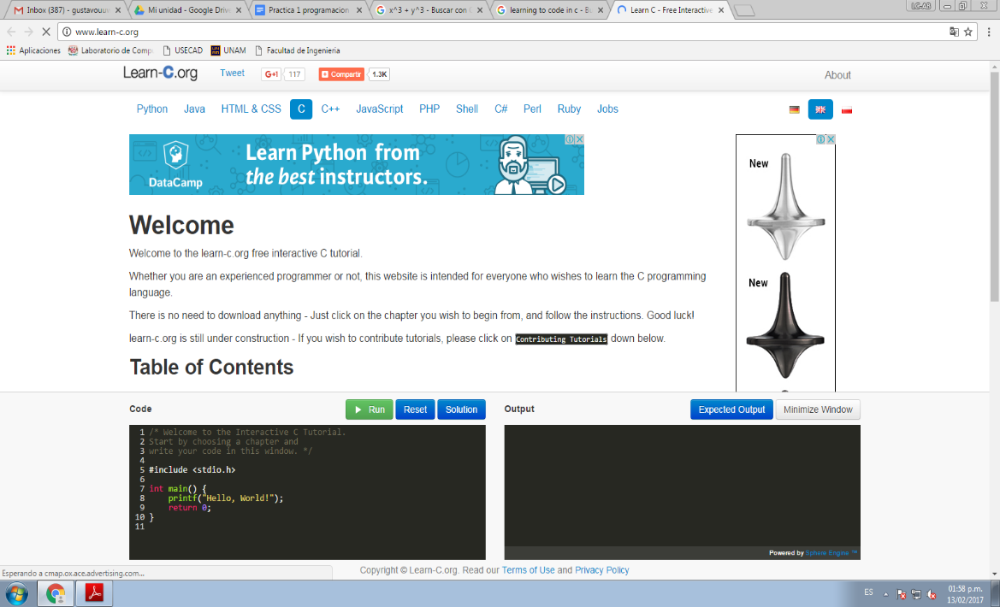 Inbox (387) - gustavouu
Mi unidad - Google Drive
Practica 1 programacion
x^3 + y^3 - Buscar con G
learning to code in c - Bu
Learn C - Free Interactive
LC-AB
www.learn-c.org
Aplicaciones
Laboratorio de Comp
USECAD
UNAM
Facultad de Ingenieria
Learn-C.org
Tweet
G+1
117
Compartir
1.3K
About
Python Java HTML & CSS C C++ JavaScript PHP Shell C# Perl Ruby Jobs
DataCamp
Learn Python from
the best instructors.
New
New
Welcome
Welcome to the learn-c.org free interactive C tutorial.
Whether you are an experienced programmer or not, this website is intended for everyone who wishes to learn the C programming
language.
There is no need to download anything - Just click on the chapter you wish to begin from, and follow the instructions. Good luck!
learn-c.org is still under construction - If you wish to contribute tutorials, please click on Contributing Tutorials down below.
Table of Contents
Code
Run
Reset
Solution
Output
Expected Output
Minimize Window
1 /* Welcome to the Interactive C Tutorial.
2 Start by choosing a chapter and
3 write your code in this window. */
4
5 #include <stdio.h>
6
7 int main() {
8 printf("Hello, World!");
9 return 0;
10 }
11
Powered by Sphere Engine ™
Esperando a cmap.ox.ace.advertising.com...
Copyright © Learn-C.org. Read our Terms of Use and Privacy Policy
ES
01:58 p.m.
13/02/2017